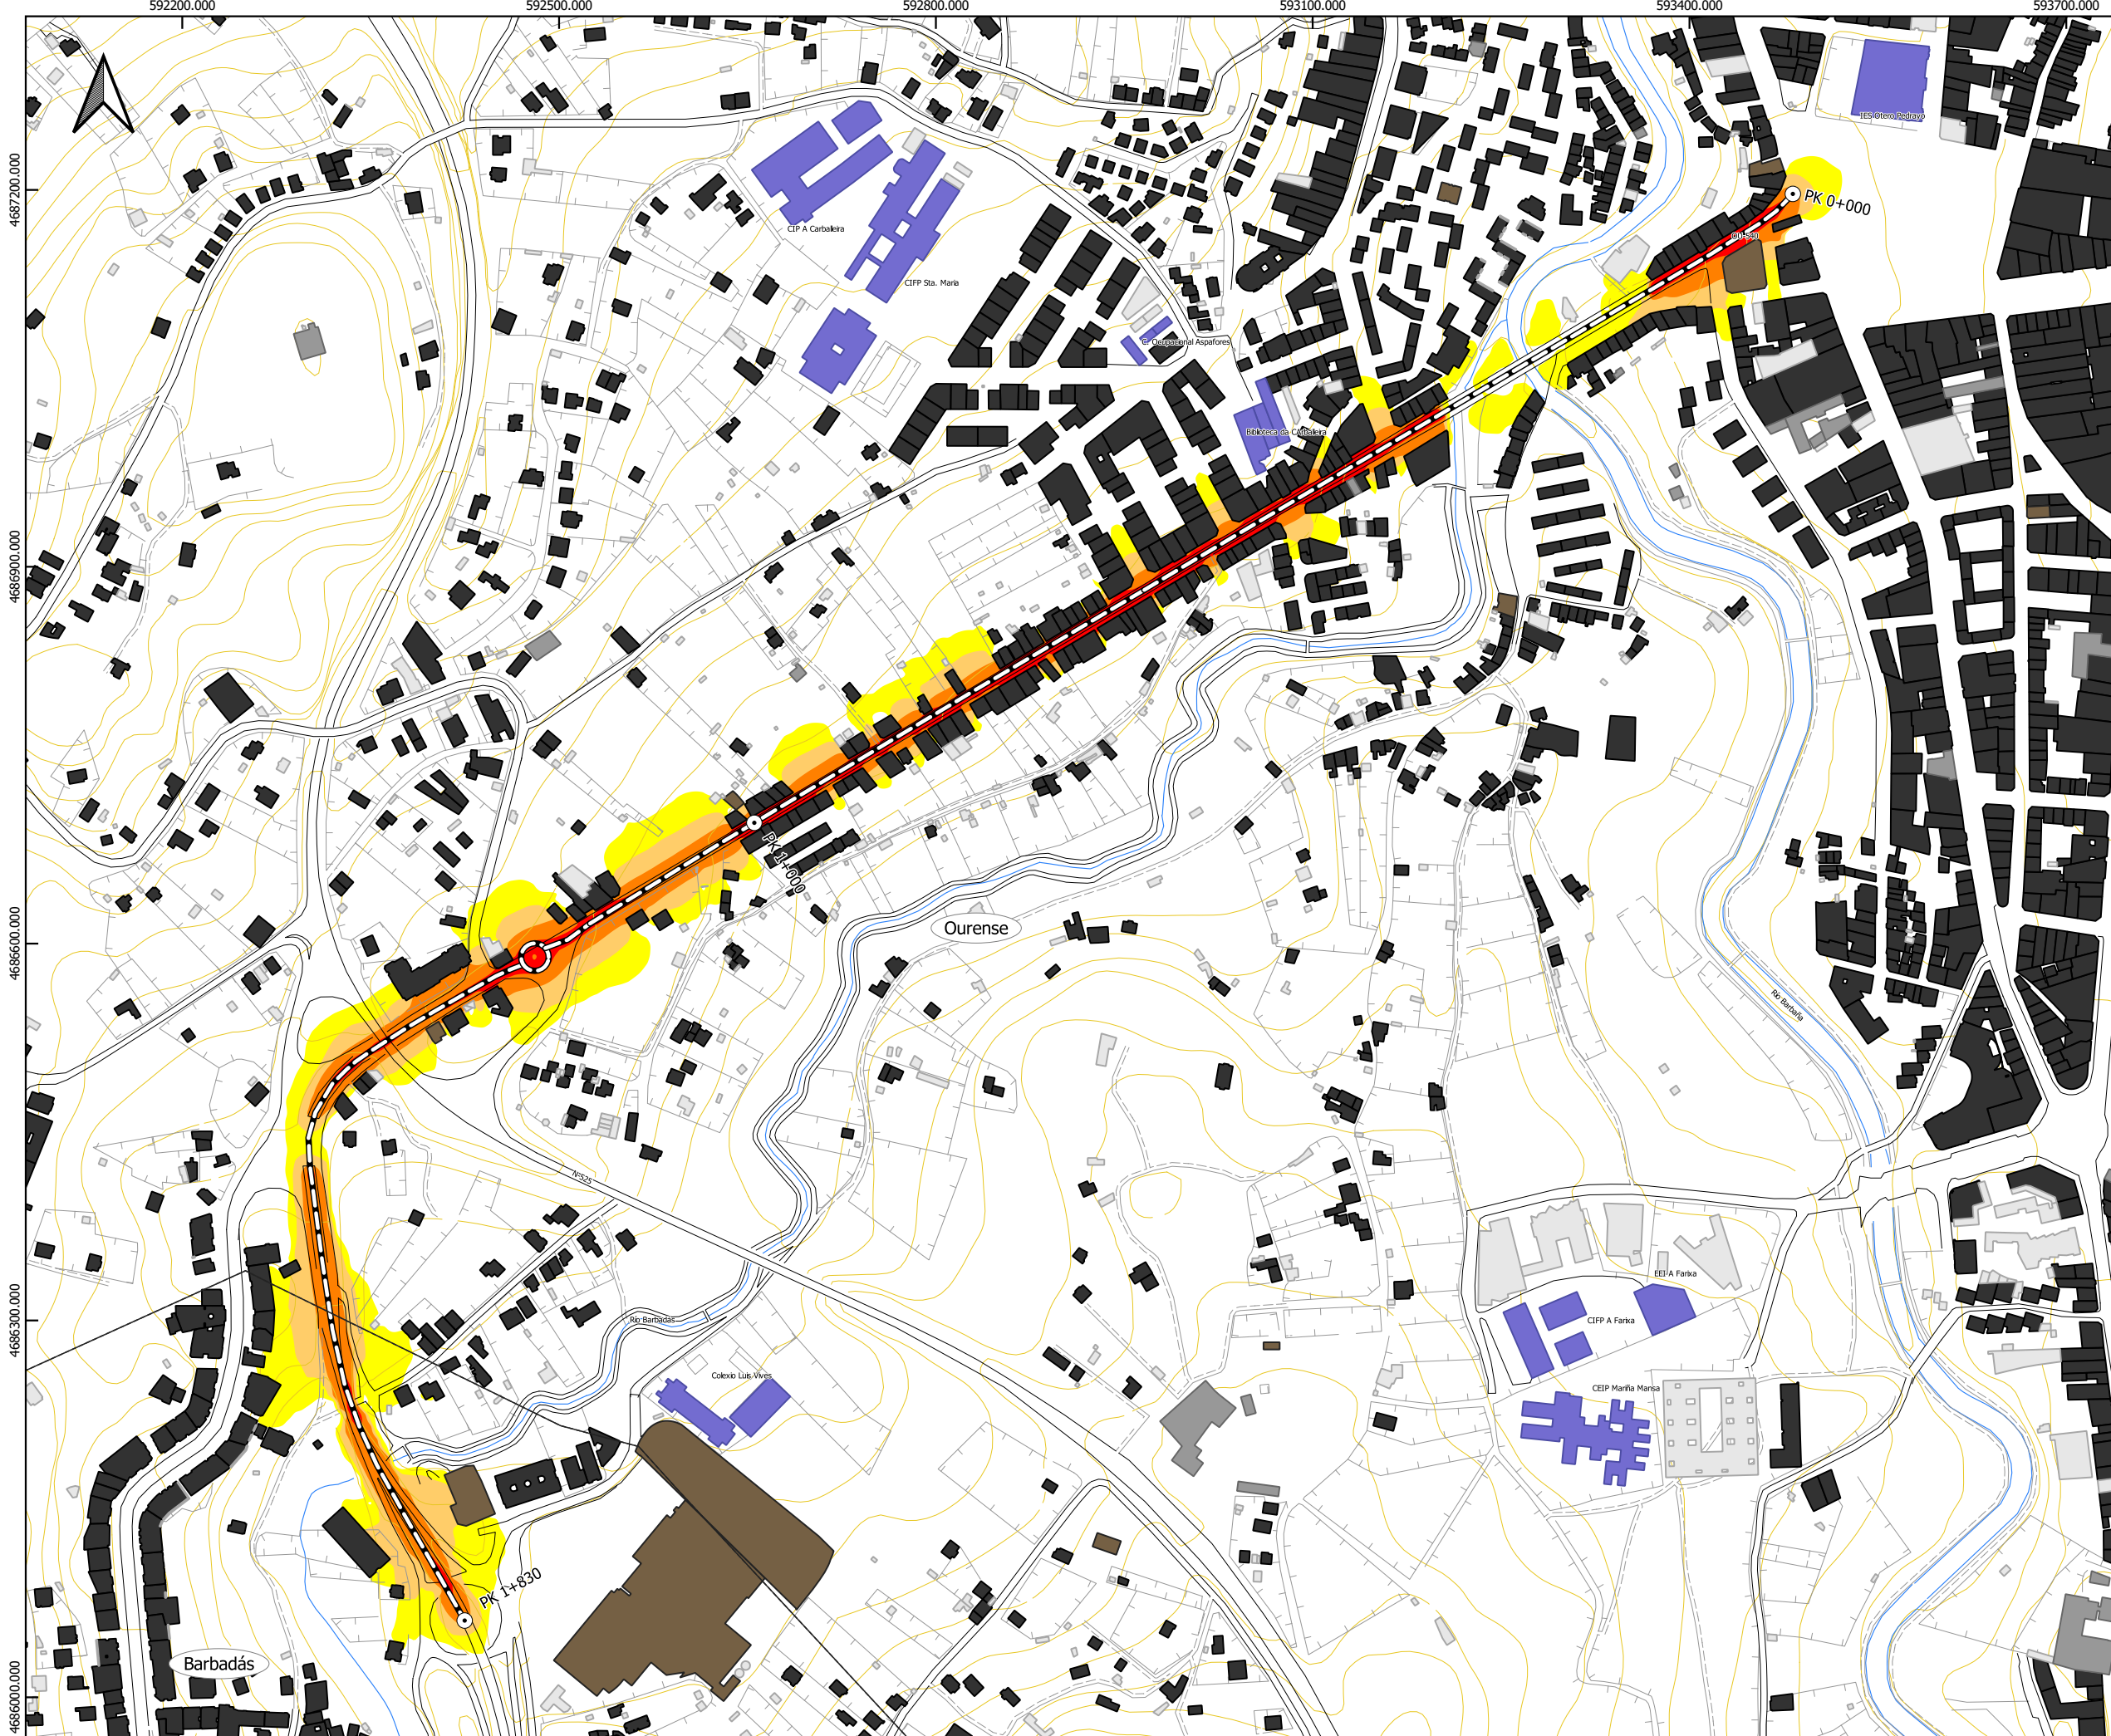 592200.000
592500.000
592800.000
593100.000
593400.000
593700.000
4687200.000
4686900.000
4686600.000
4686300.000
4686000.000
IES Otero Pedrayo
PK 0+000
OU-540
CIP A Carballeira
CIFP Sta. Maria
C. Ocupacional Aspafores
Biblioteca da Carballeira
PK 1+000
Ourense
Río Barbaña
N-525
EEI A Farixa
Río Barbadás
CIFP A Farixa
Colexio Luis Vives
CEIP Mariña Mansa
PK 1+830
Barbadás